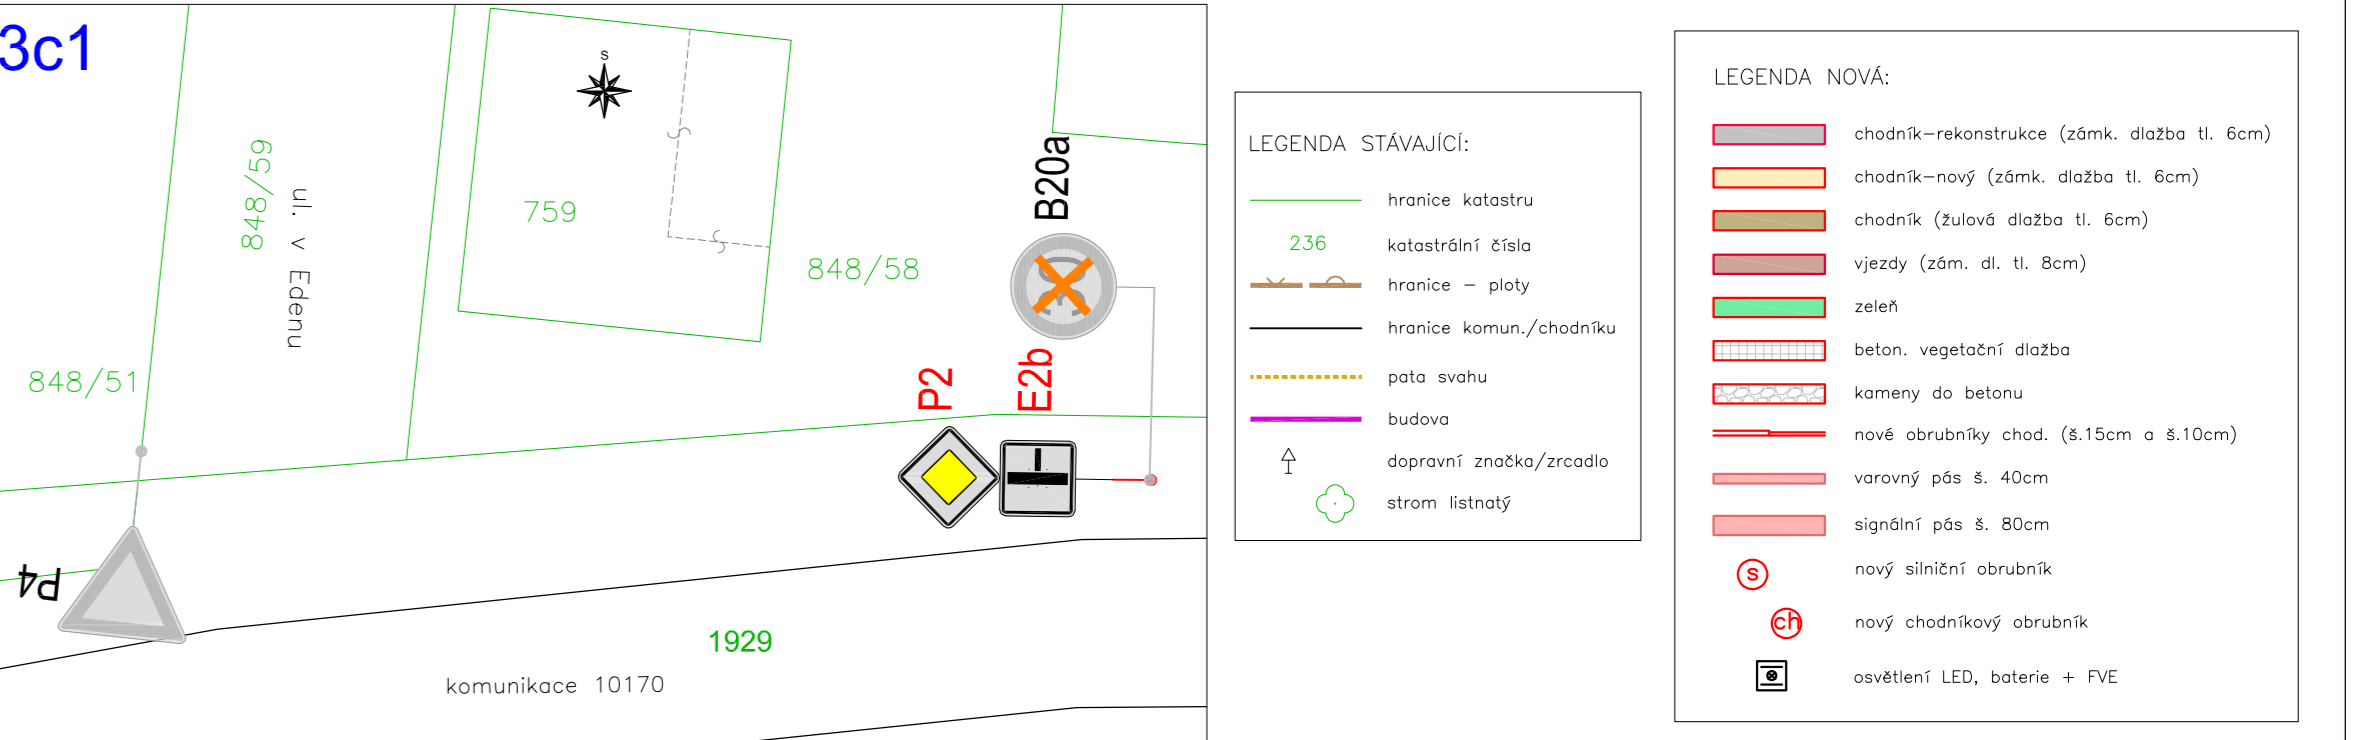 3c1
S
848/59
ul. v Edenu
759
B20a
848/58
848/51
P2
E2b
P4
1929
komunikace 10170
LEGENDA STÁVAJÍCÍ:
hranice katastru
236 katastrální čísla
hranice - ploty
hranice komun./chodníku
pata svahu
budova
dopravní značka/zrcadlo
strom listnatý
LEGENDA NOVÁ:
chodník-rekonstrukce (zámk. dlažba tl. 6cm)
chodník-nový (zámk. dlažba tl. 6cm)
chodník (žulová dlažba tl. 6cm)
vjezdy (zám. dl. tl. 8cm)
zeleň
beton. vegetační dlažba
kameny do betonu
nové obrubníky chod. (š.15cm a š.10cm)
varovný pás š. 40cm
signální pás š. 80cm
s nový silniční obrubník
ch nový chodníkový obrubník
osvětlení LED, baterie + FVE